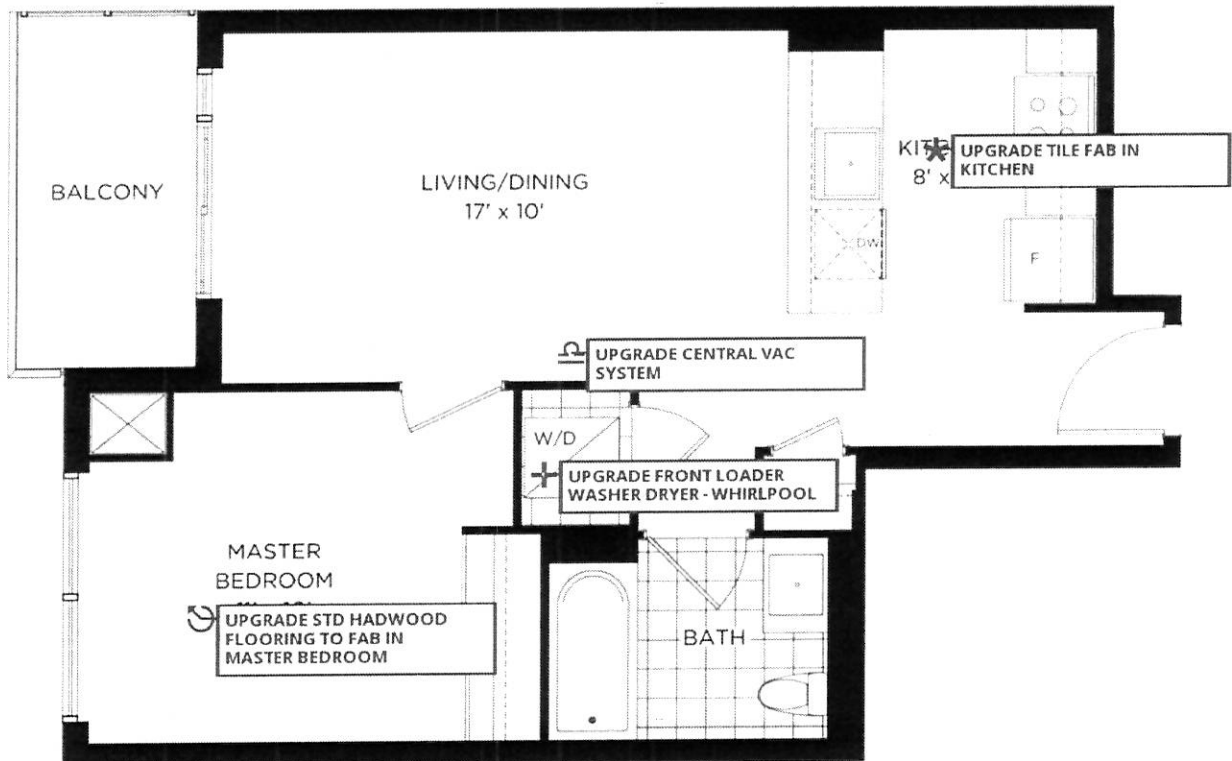 BALCONY
LIVING/DINING
17' x 10'
KIT
8' x
UPGRADE TILE FAB IN
KITCHEN
DW
F
UPGRADE CENTRAL VAC
SYSTEM
W/D
UPGRADE FRONT LOADER
WASHER DRYER - WHIRLPOOL
MASTER
BEDROOM
UPGRADE STD HADWOOD
FLOORING TO FAB IN
MASTER BEDROOM
BATH